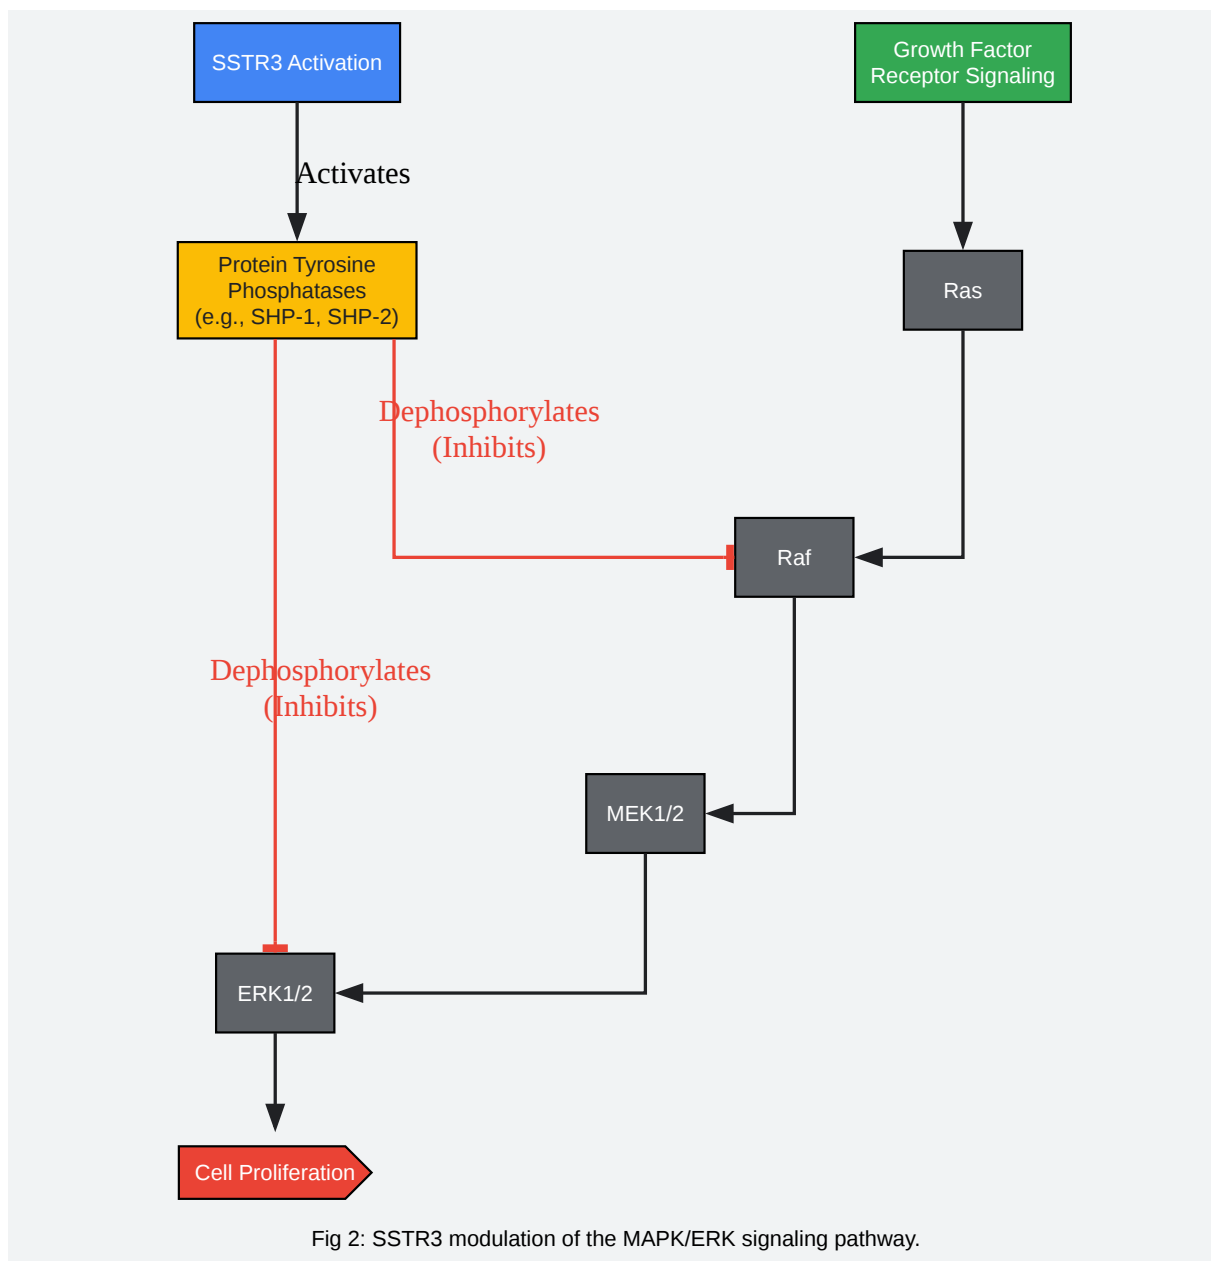 SSTR3 Activation
Growth Factor
Receptor Signaling
Activates
Protein Tyrosine
Phosphatases
(e.g., SHP-1, SHP-2)
Ras
Dephosphorylates
(Inhibits)
Raf
Dephosphorylates
(Inhibits)
MEK1/2
ERK1/2
Cell Proliferation
Fig 2: SSTR3 modulation of the MAPK/ERK signaling pathway.